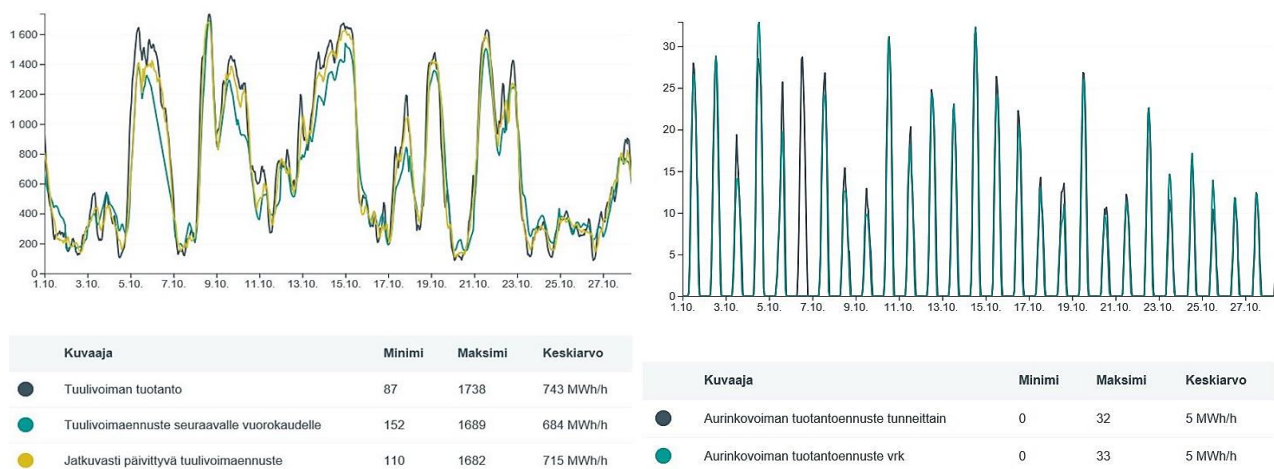 1 600
1 400
1 200
1 000
800
600
400
200
0
1.10. 3.10. 5.10. 7.10. 9.10. 11.10. 13.10. 15.10. 17.10. 19.10. 21.10. 23.10. 25.10. 27.10.
Kuvaaja Minimi Maksimi Keskiarvo
Tuulivoiman tuotanto 87 1738 743 MWh/h
Tuulivoimaennuste seuraavalle vuorokaudelle 152 1689 684 MWh/h
Jatkuvasti päivittyvä tuulivoimaennuste 110 1682 715 MWh/h
30
25
20
15
10
5
0
1.10. 3.10. 5.10. 7.10. 9.10. 11.10. 13.10. 15.10. 17.10. 19.10. 21.10. 23.10. 25.10. 27.10.
Kuvaaja Minimi Maksimi Keskiarvo
Aurinkovoiman tuotantoennuste tunneittain 0 32 5 MWh/h
Aurinkovoiman tuotantoennuste vrk 0 33 5 MWh/h